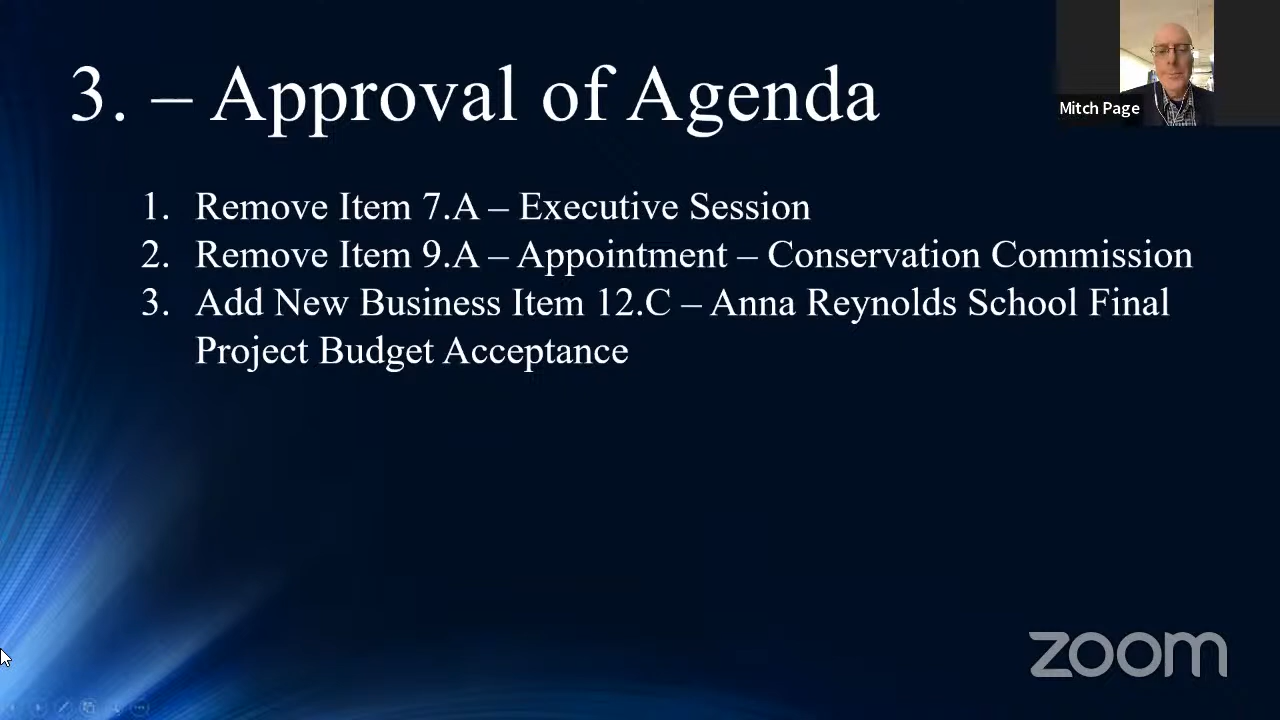 3. – Approval of Agenda
Mitch Page
1. Remove Item 7.A – Executive Session
2. Remove Item 9.A – Appointment – Conservation Commission
3. Add New Business Item 12.C – Anna Reynolds School Final
Project Budget Acceptance
zoom